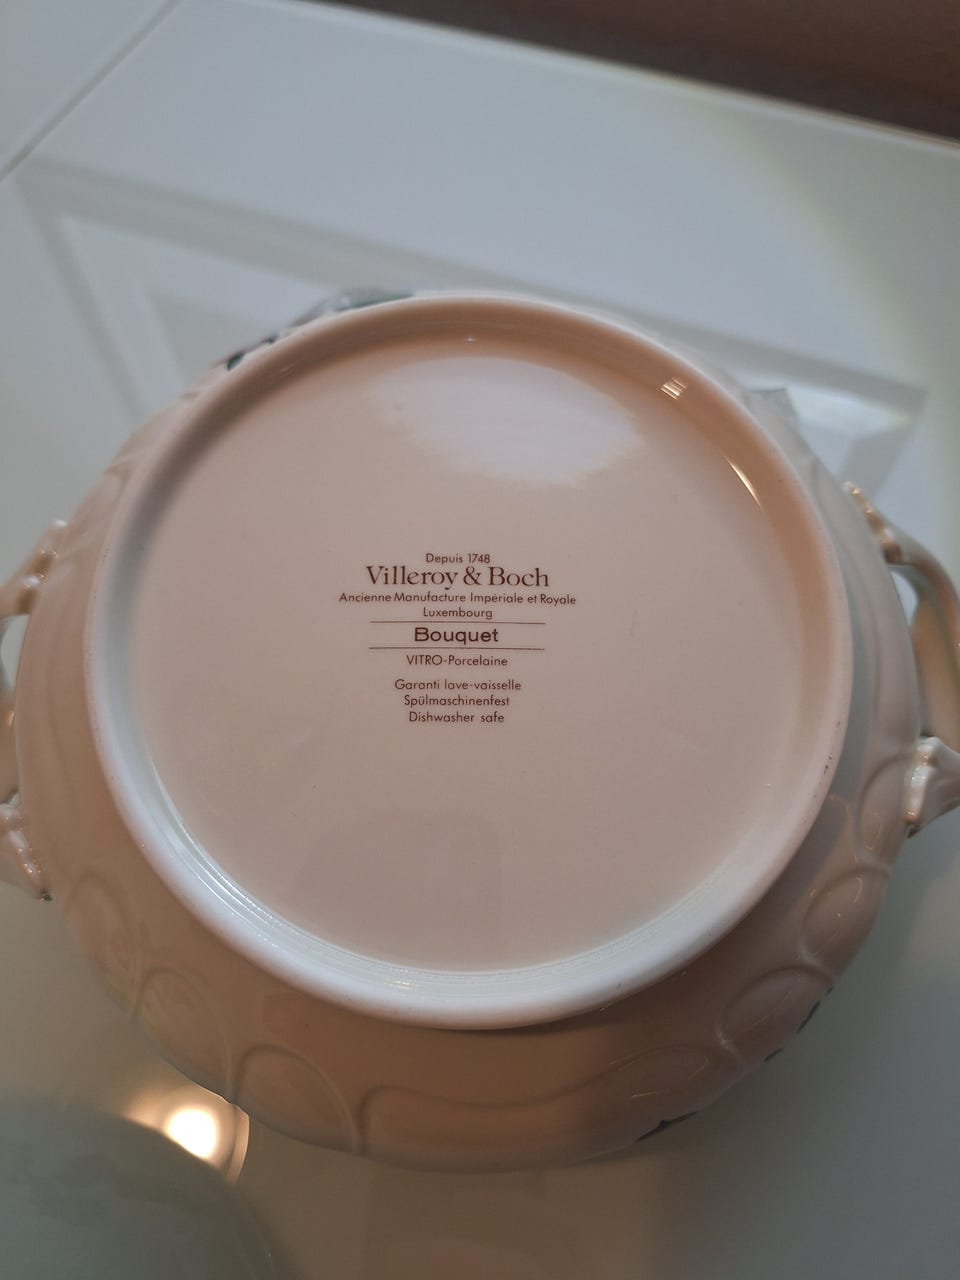 Depuis 1748
Villeroy & Boch
Ancienne Manufacture Impériale et Royale
Luxembourg
Bouquet
VITRO-Porcelaine
Garanti lave-vaisselle
Spülmaschinenfest
Dishwasher safe